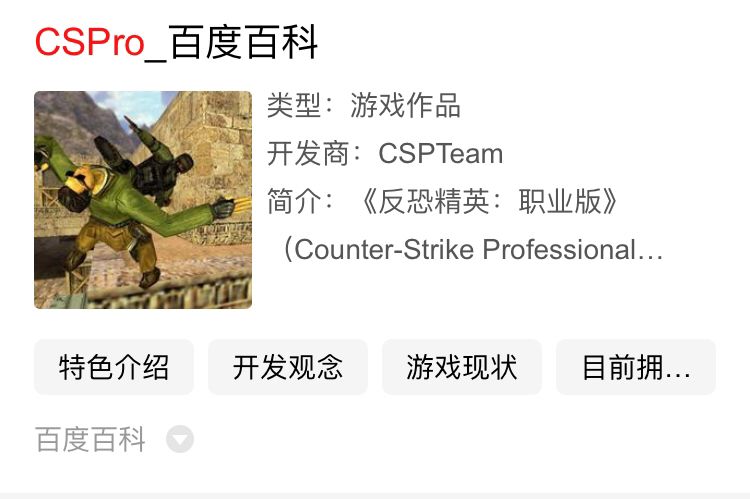 CSPro_百度百科
类型：游戏作品
开发商：CSPTeam
简介：《反恐精英：职业版》
（Counter-Strike Professional…
特色介绍
开发观念
游戏现状
目前拥…
百度百科